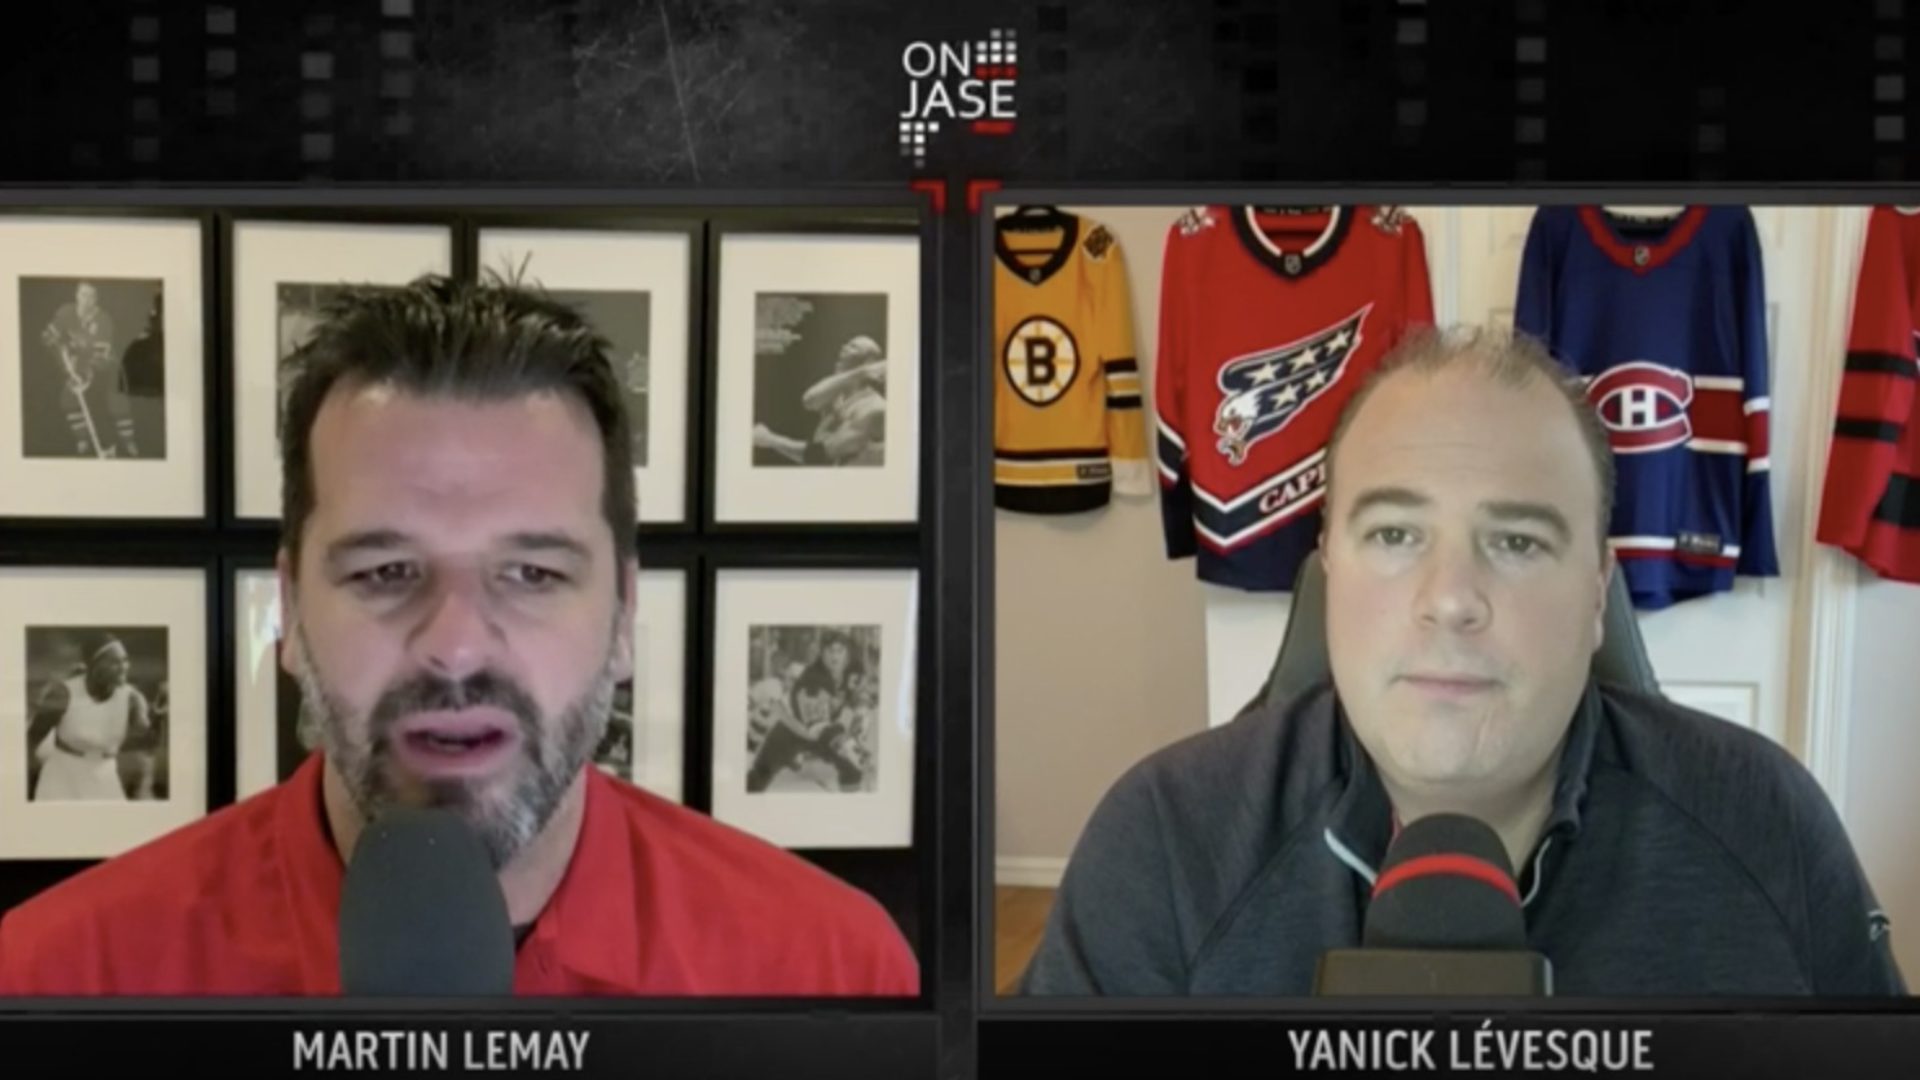 ON
JASE
B
H
CAPI
MARTIN LEMAY
YANICK LÉVESQUE